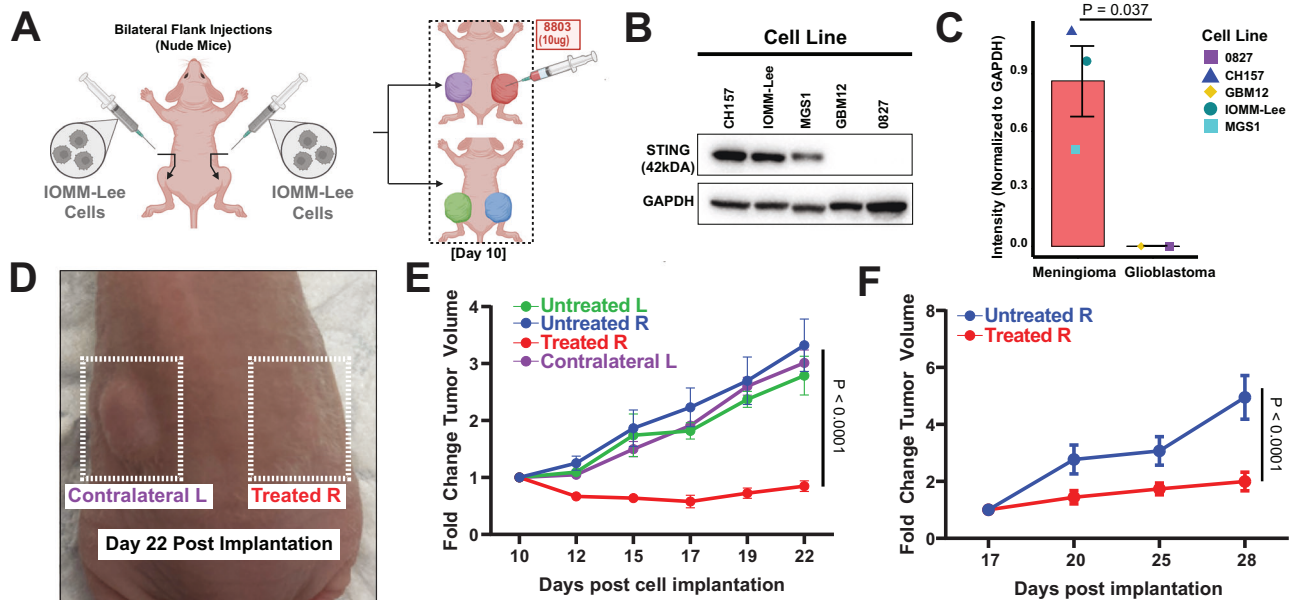 A
Bilateral Flank Injections
(Nude Mice)
IOMM-Lee
Cells
IOMM-Lee
Cells
8803
(10ug)
[Day 10]
B
Cell Line
CH157
IOMM-Lee
MGS1
GBM12
0827
STING
(42kDA)
GAPDH
C
P = 0.037
Intensity (Normalized to GAPDH)
0.9
0.6
0.3
0.0
Meningioma
Glioblastoma
Cell Line
0827
CH157
GBM12
IOMM-Lee
MGS1
D
Contralateral L
Treated R
Day 22 Post Implantation
E
Untreated L
Untreated R
Treated R
Contralateral L
Fold Change Tumor Volume
4
3
2
1
0
10
12
15
17
19
22
Days post cell implantation
P < 0.0001
F
Untreated R
Treated R
Fold Change Tumor Volume
8
6
4
2
0
17
20
25
28
Days post implantation
P < 0.0001